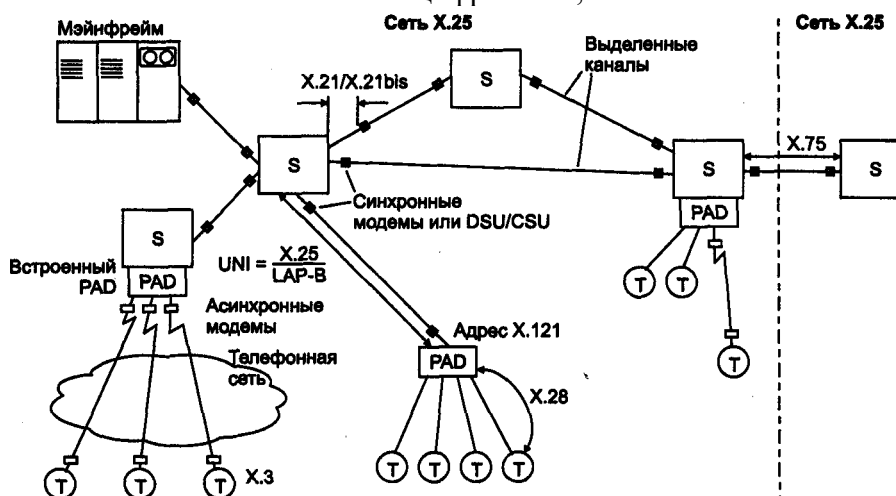 Сеть X.25
Сеть X.25
Мэйнфрейм
Выделенные
каналы
X.21/X.21bis
S
X.75
S
S
S
Синхронные
модемы или DSU/CSU
PAD
S
Встроенный
PAD
PAD
UNI = X.25
LAP-B
T
T
Асинхронные
модемы
Адрес X.121
Телефонная
сеть
PAD
T
X.28
T
T
T
T
T
T
T
X.3